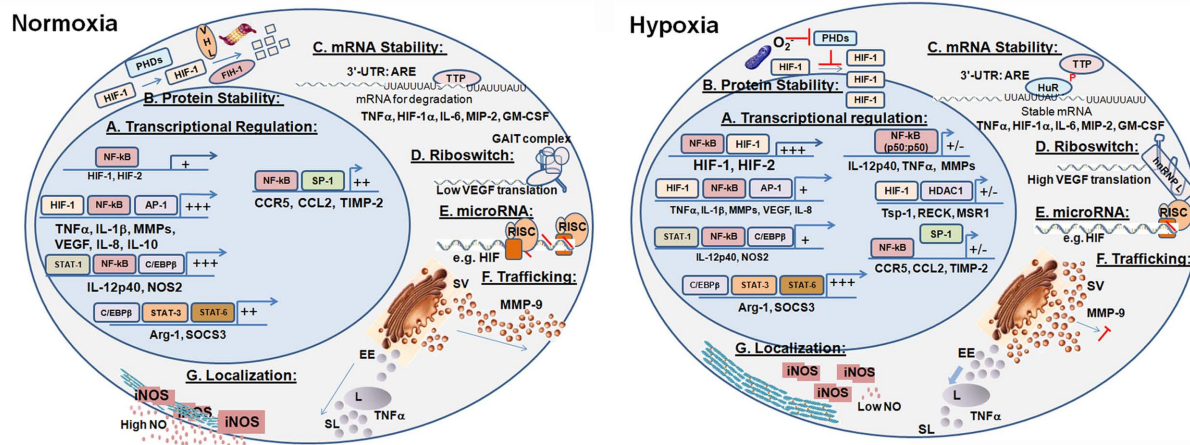 Normoxia
VHL
PHDs
HIF-1
HIF-1
FIH-1
B. Protein Stability:
C. mRNA Stability:
3'-UTR: ARE
TTP
UUAUUUAUU
UUAUUUAUU
mRNA for degradation
TNFα, HIF-1α, IL-6, MIP-2, GM-CSF
A. Transcriptional Regulation:
NF-kB
+
HIF-1, HIF-2
NF-kB SP-1 ++
CCR5, CCL2, TIMP-2
HIF-1 NF-kB AP-1 +++
TNFα, IL-1β, MMPs,
VEGF, IL-8, IL-10
STAT-1 NF-kB C/EBPβ +++
IL-12p40, NOS2
C/EBPβ STAT-3 STAT-6 ++
Arg-1, SOCS3
GAIT complex
D. Riboswitch:
Low VEGF translation
E. microRNA:
RISC
RISC
e.g. HIF
F. Trafficking:
SV
MMP-9
EE
L
TNFα
SL
G. Localization:
iNOS
iNOS
iNOS
High NO
Hypoxia
O2-
PHDs
HIF-1
HIF-1
HIF-1
HIF-1
B. Protein Stability:
C. mRNA Stability:
3'-UTR: ARE
TTP
P
HuR
UUAUUUAU
UUAUUUAUU
Stable mRNA
TNFα, HIF-1α, IL-6, MIP-2, GM-CSF
A. Transcriptional regulation:
NF-kB HIF-1 +++
HIF-1, HIF-2
NF-kB
(p50:p50) +/-
IL-12p40, TNFα, MMPs
HIF-1 NF-kB AP-1 +
TNFα, IL-1β, MMPs, VEGF, IL-8
HIF-1 HDAC1 +/-
Tsp-1, RECK, MSR1
STAT-1 NF-kB C/EBPβ +
IL-12p40, NOS2
SP-1
NF-kB +/-
CCR5, CCL2, TIMP-2
C/EBPβ STAT-3 STAT-6 +++
Arg-1, SOCS3
D. Riboswitch:
hnRNP L
High VEGF translation
E. microRNA:
RISC
e.g. HIF
F. Trafficking:
SV
MMP-9
EE
L
TNFα
SL
G. Localization:
iNOS
iNOS
iNOS
Low NO